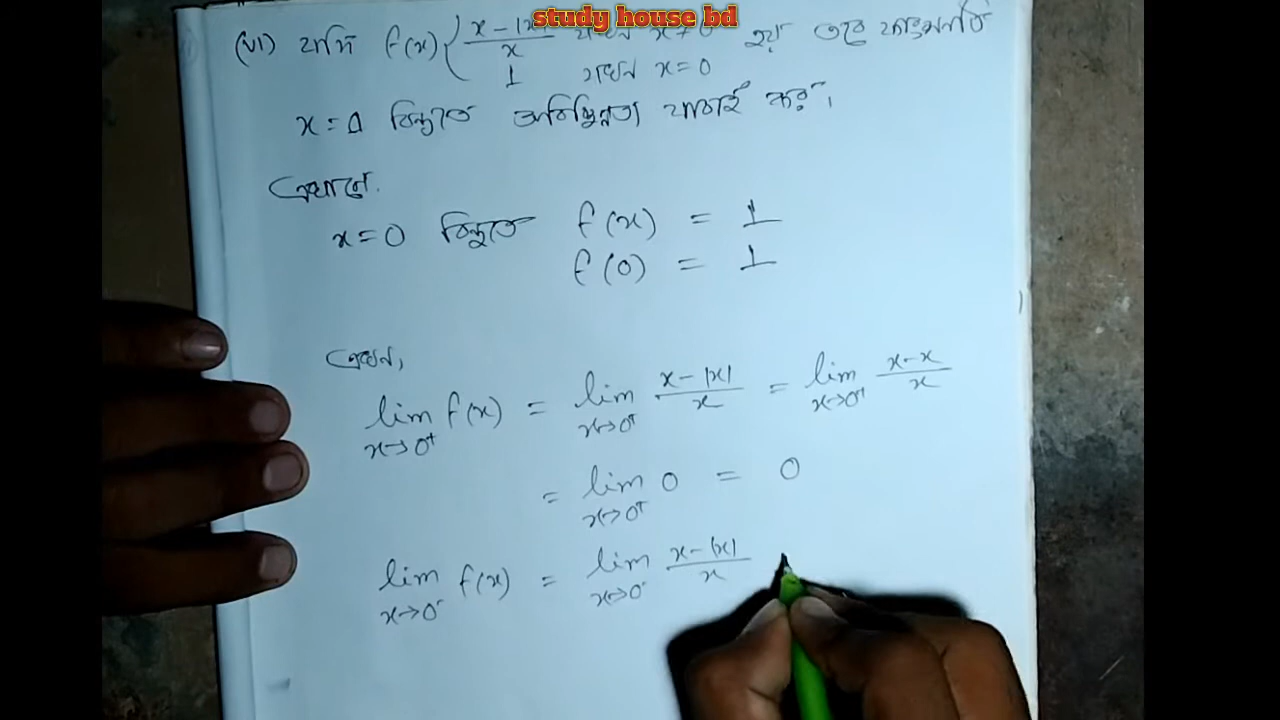 study house bd
(VI) যদি f(x) { x - |x| / x যখন x ≠ 0 হয় তবে ফাংশনটি
1 যখন x = 0
x = 0 বিন্দুতে অবিচ্ছিন্নতা যাচাই কর।
এখানে,
x = 0 বিন্দুতে f(x) = 1
f(0) = 1
এখন,
lim x→0⁺ f(x) = lim x→0⁺ x - |x| / x = lim x→0⁺ x - x / x
= lim x→0⁺ 0 = 0
lim x→0⁻ f(x) = lim x→0⁻ x - |x| / x